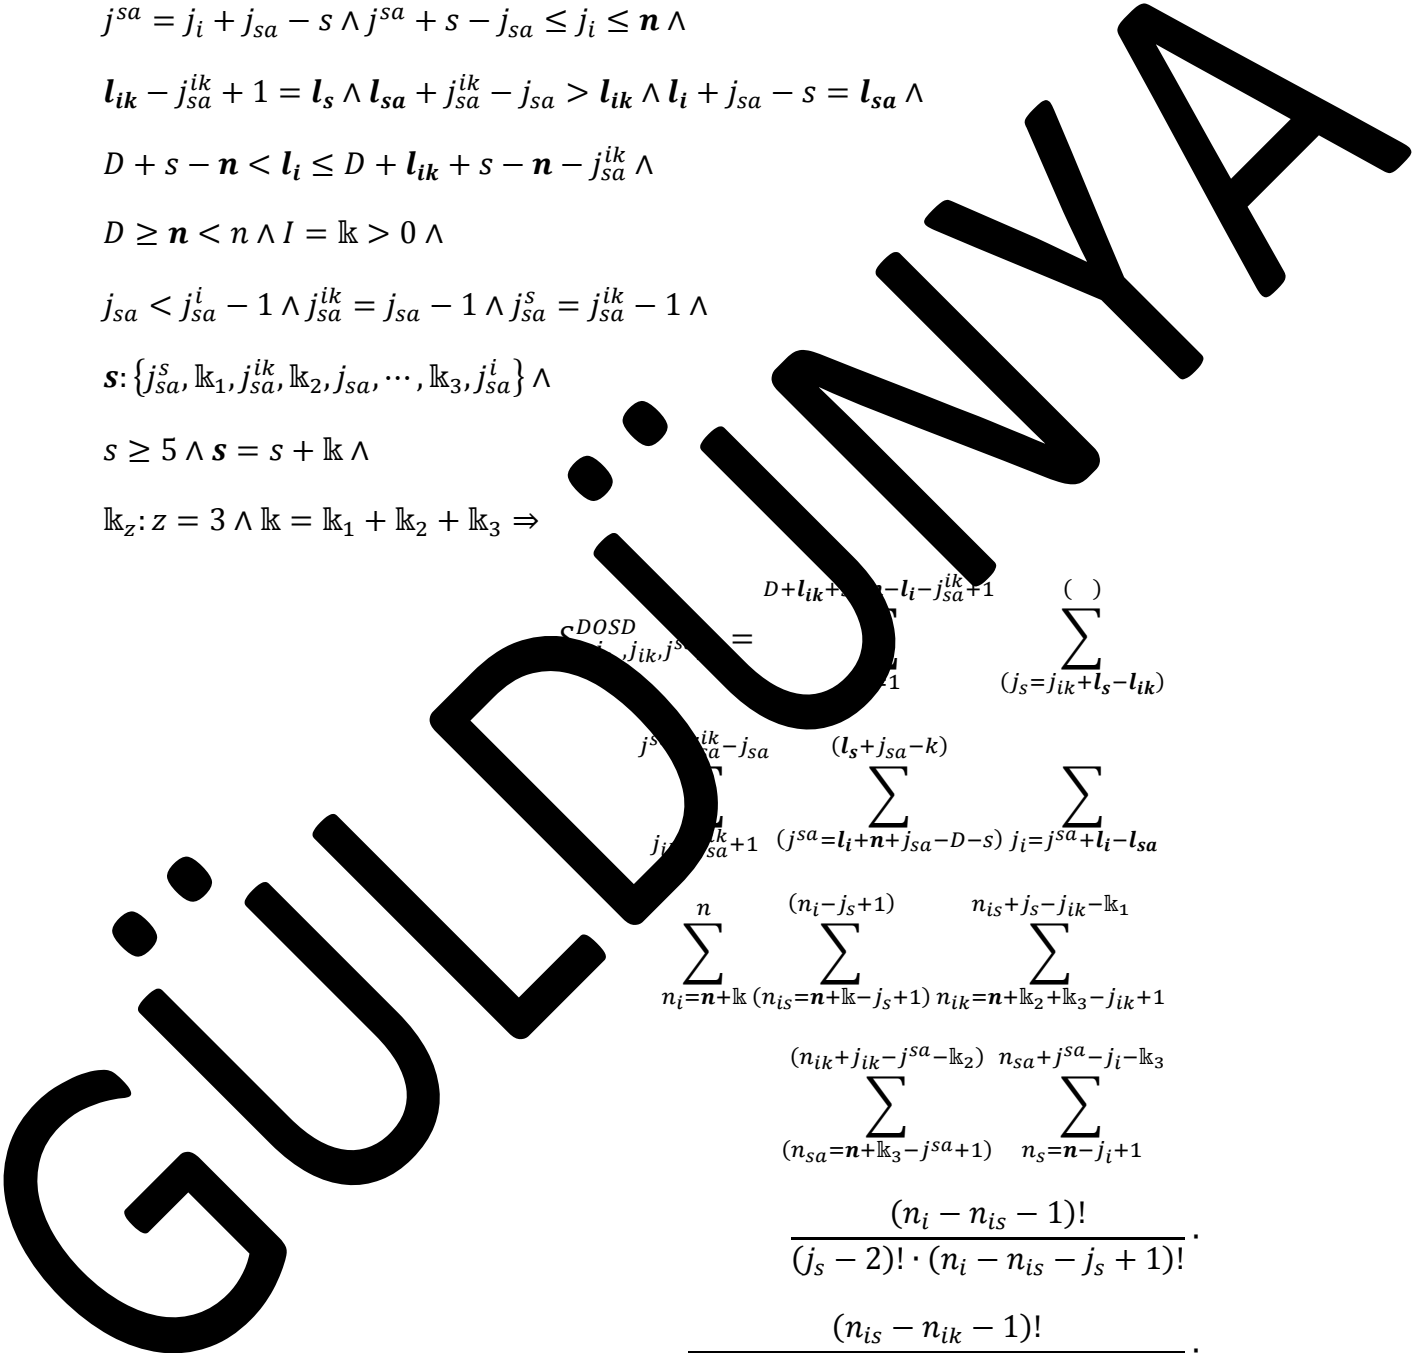 j^{sa} = j_i + j_{sa} − s ∧ j^{sa} + s − j_{sa} ≤ j_i ≤ n ∧
l_{ik} − j_{sa}^{ik} + 1 = l_s ∧ l_{sa} + j_{sa}^{ik} − j_{sa} > l_{ik} ∧ l_i + j_{sa} − s = l_{sa} ∧
D + s − n < l_i ≤ D + l_{ik} + s − n − j_{sa}^{ik} ∧
D ≥ n < n ∧ I = 𝕜 > 0 ∧
j_{sa} < j_{sa}^{i} − 1 ∧ j_{sa}^{ik} = j_{sa} − 1 ∧ j_{sa}^{s} = j_{sa}^{ik} − 1 ∧
s: {j_{sa}^{s}, 𝕜_1, j_{sa}^{ik}, 𝕜_2, j_{sa}, ⋯, 𝕜_3, j_{sa}^{i}} ∧
s ≥ 5 ∧ s = s + 𝕜 ∧
𝕜_z: z = 3 ∧ 𝕜 = 𝕜_1 + 𝕜_2 + 𝕜_3 ⇒
= ∑ ∑_{(j_s=j_{ik}+l_s−l_{ik})}^{( )}
∑_{(j^{sa}=l_i+n+j_{sa}−D−s)}^{(l_s+j_{sa}−k)} ∑_{j_i=j^{sa}+l_i−l_{sa}}
∑_{n_i=n+𝕜}^{n} ∑_{(n_{is}=n+𝕜−j_s+1)}^{(n_i−j_s+1)} ∑_{n_{ik}=n+𝕜_2+𝕜_3−j_{ik}+1}^{n_{is}+j_s−j_{ik}−𝕜_1}
∑_{(n_{sa}=n+𝕜_3−j^{sa}+1)}^{(n_{ik}+j_{ik}−j^{sa}−𝕜_2)} ∑_{n_s=n−j_i+1}^{n_{sa}+j^{sa}−j_i−𝕜_3}
(n_i − n_{is} − 1)!
(j_s − 2)! · (n_i − n_{is} − j_s + 1)! ·
(n_{is} − n_{ik} − 1)! ·
GÜLDÜNYA